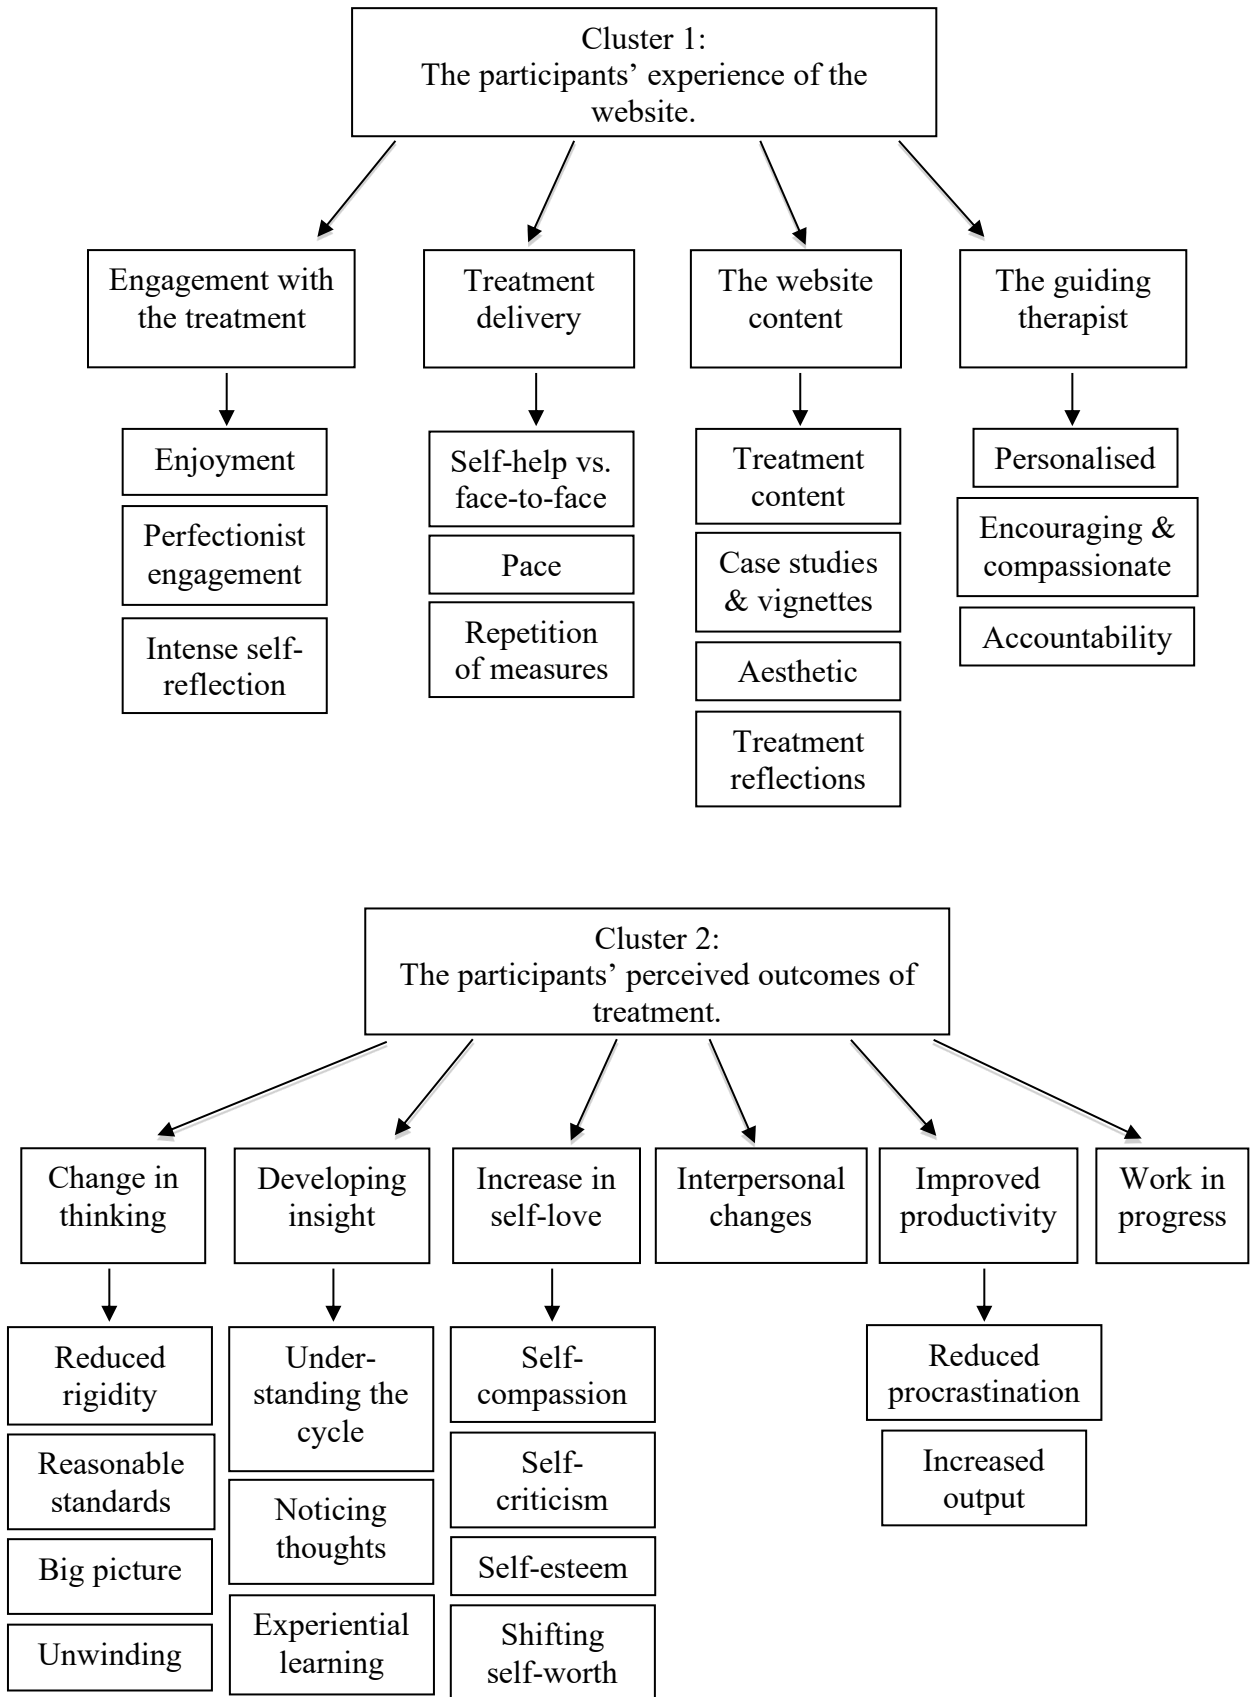 Cluster 1:
The participants’ experience of the
website.
Engagement with
the treatment
Treatment
delivery
The website
content
The guiding
therapist
Enjoyment
Perfectionist
engagement
Intense self-
reflection
Self-help vs.
face-to-face
Pace
Repetition
of measures
Treatment
content
Case studies
& vignettes
Aesthetic
Treatment
reflections
Personalised
Encouraging &
compassionate
Accountability
Cluster 2:
The participants’ perceived outcomes of
treatment.
Change in
thinking
Developing
insight
Increase in
self-love
Interpersonal
changes
Improved
productivity
Work in
progress
Reduced
rigidity
Reasonable
standards
Big picture
Unwinding
Under-
standing the
cycle
Noticing
thoughts
Experiential
learning
Self-
compassion
Self-
criticism
Self-esteem
Shifting
self-worth
Reduced
procrastination
Increased
output